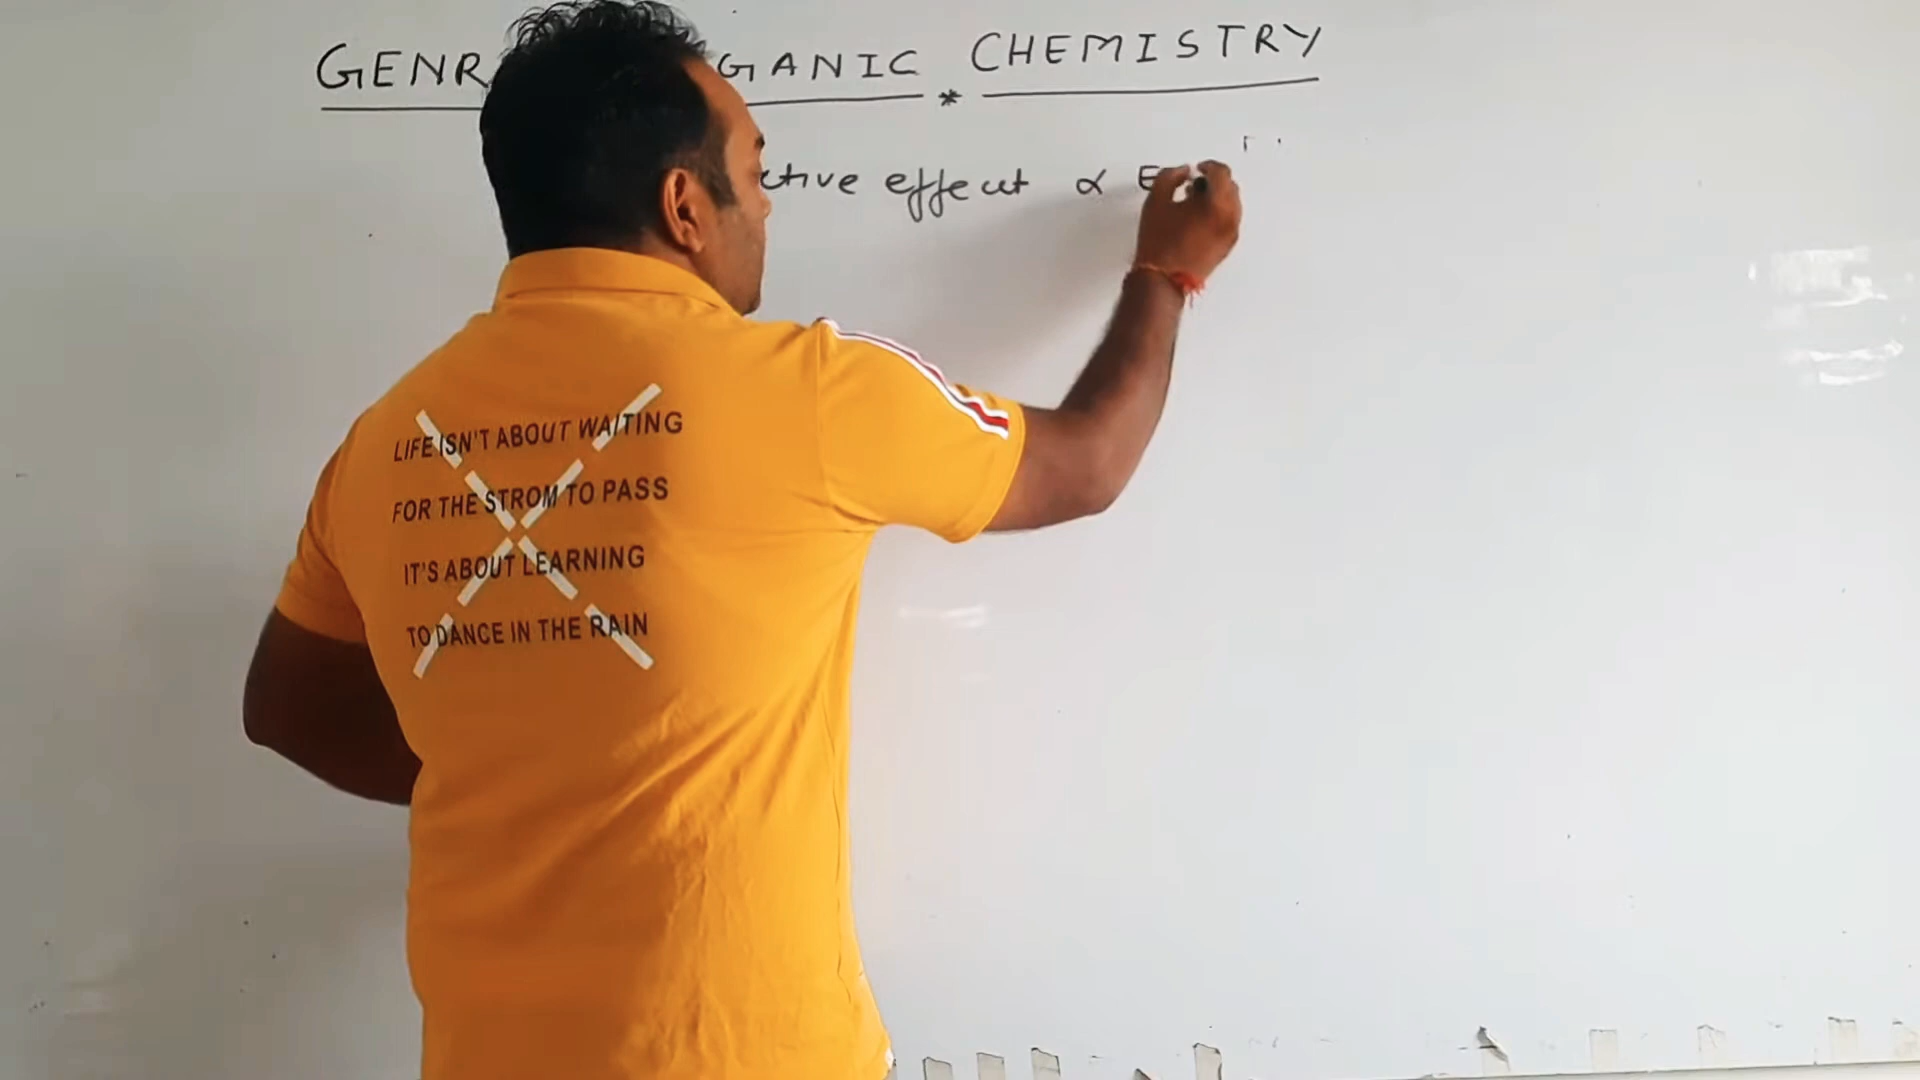 GENR GANIC CHEMISTRY
*
ctive effect ∝ E
LIFE ISN'T ABOUT WAITING
FOR THE STROM TO PASS
IT'S ABOUT LEARNING
TO DANCE IN THE RAIN